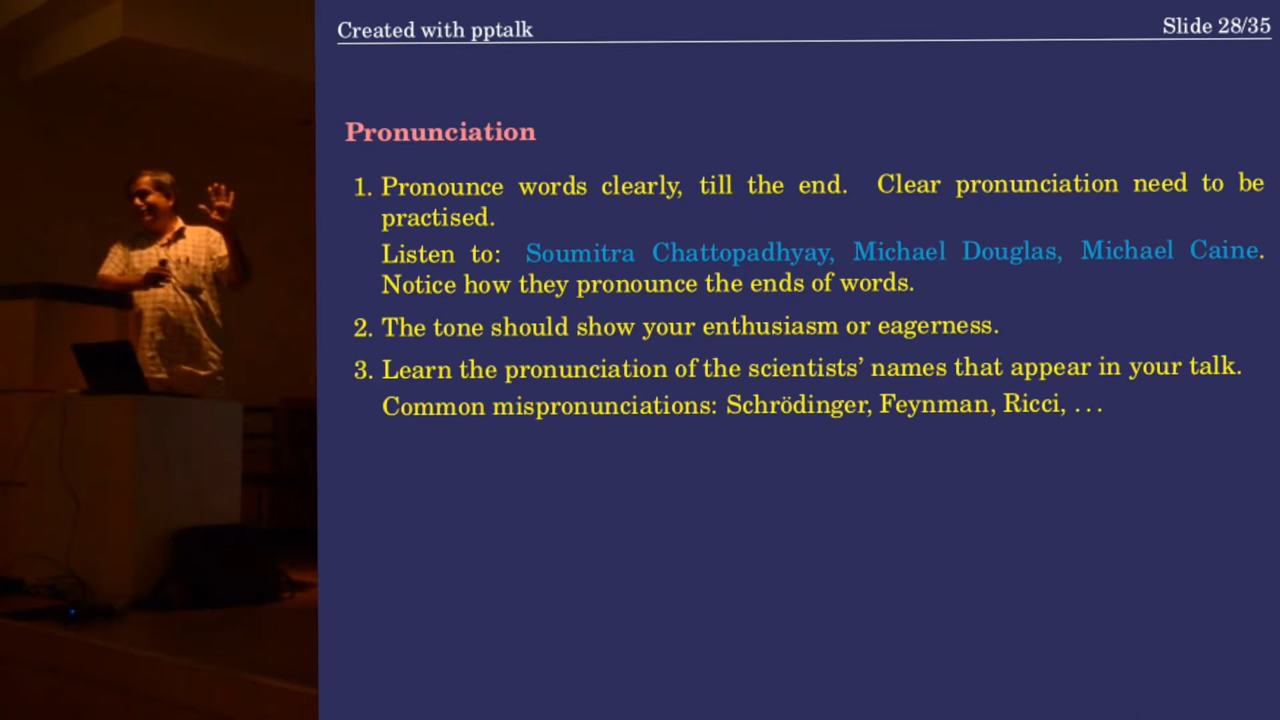 Created with pptalk
Slide 28/35
Pronunciation
1. Pronounce words clearly, till the end. Clear pronunciation need to be
practised.
Listen to: Soumitra Chattopadhyay, Michael Douglas, Michael Caine.
Notice how they pronounce the ends of words.
2. The tone should show your enthusiasm or eagerness.
3. Learn the pronunciation of the scientists’ names that appear in your talk.
Common mispronunciations: Schrödinger, Feynman, Ricci, ...